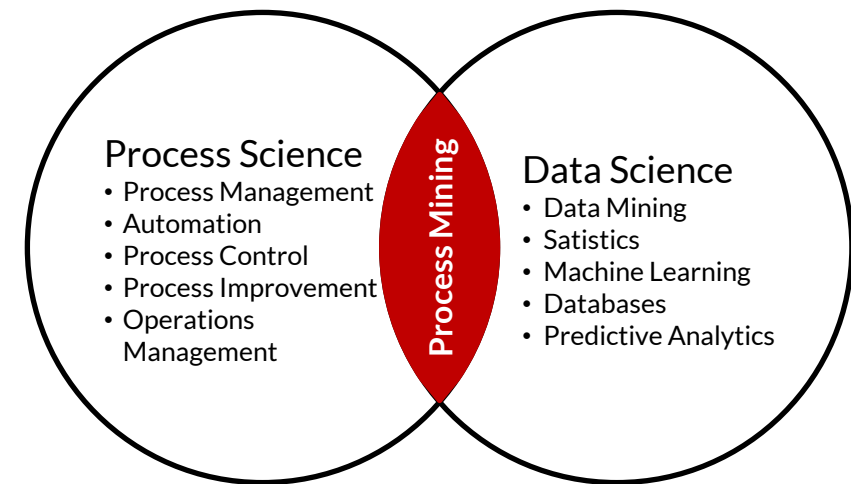 Process Science
• Process Management
• Automation
• Process Control
• Process Improvement
• Operations
Management
Process Mining
Data Science
• Data Mining
• Satistics
• Machine Learning
• Databases
• Predictive Analytics